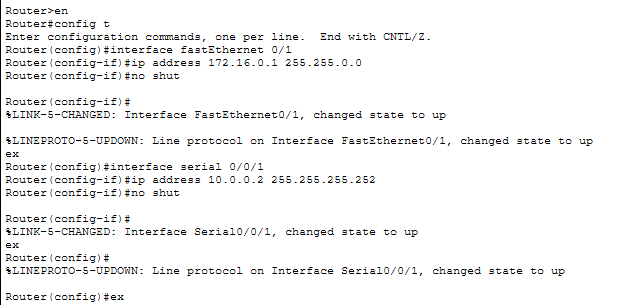 Router>en
Router#config t
Enter configuration commands, one per line.  End with CNTL/Z.
Router(config)#interface fastEthernet 0/1
Router(config-if)#ip address 172.16.0.1 255.255.0.0
Router(config-if)#no shut
Router(config-if)#
%LINK-5-CHANGED: Interface FastEthernet0/1, changed state to up
%LINEPROTO-5-UPDOWN: Line protocol on Interface FastEthernet0/1, changed state to up
ex
Router(config)#interface serial 0/0/1
Router(config-if)#ip address 10.0.0.2 255.255.255.252
Router(config-if)#no shut
Router(config-if)#
%LINK-5-CHANGED: Interface Serial0/0/1, changed state to up
ex
Router(config)#
%LINEPROTO-5-UPDOWN: Line protocol on Interface Serial0/0/1, changed state to up
Router(config)#ex